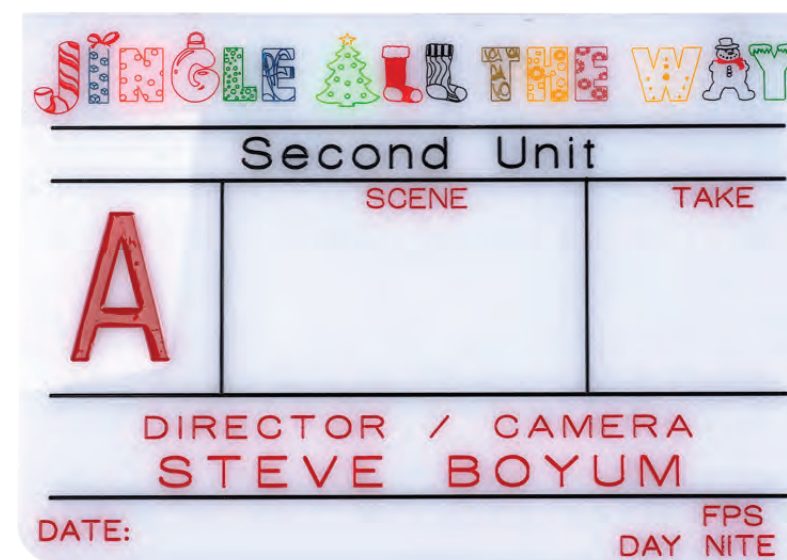 JINGLE ALL THE WAY
Second Unit
SCENE TAKE
A
DIRECTOR / CAMERA
STEVE BOYUM
DATE: FPS
DAY NITE